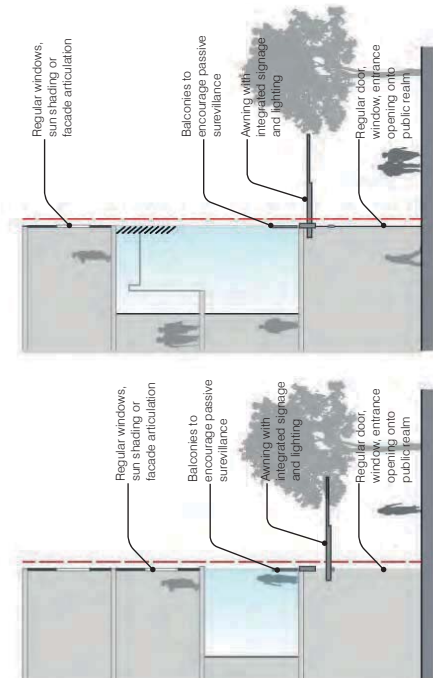 Regular windows,
sun shading or
facade articulation
Balconies to
encourage passive
surevillance
Awning with
integrated signage
and lighting
Regular door,
window, entrance
opening onto
public realm
Regular windows,
sun shading or
facade articulation
Balconies to
encourage passive
surevillance
Awning with
integrated signage
and lighting
Regular door,
window, entrance
opening onto
public realm